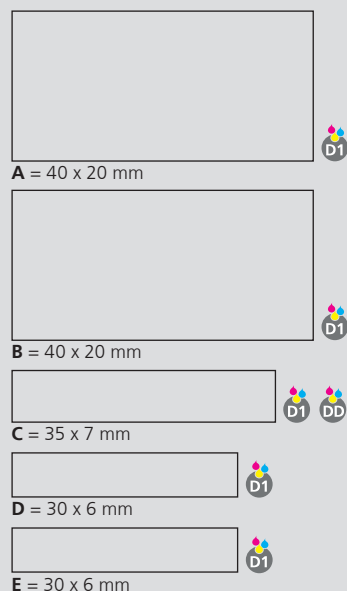 D1
A = 40 x 20 mm
D1
B = 40 x 20 mm
D1 DD
C = 35 x 7 mm
D1
D = 30 x 6 mm
D1
E = 30 x 6 mm